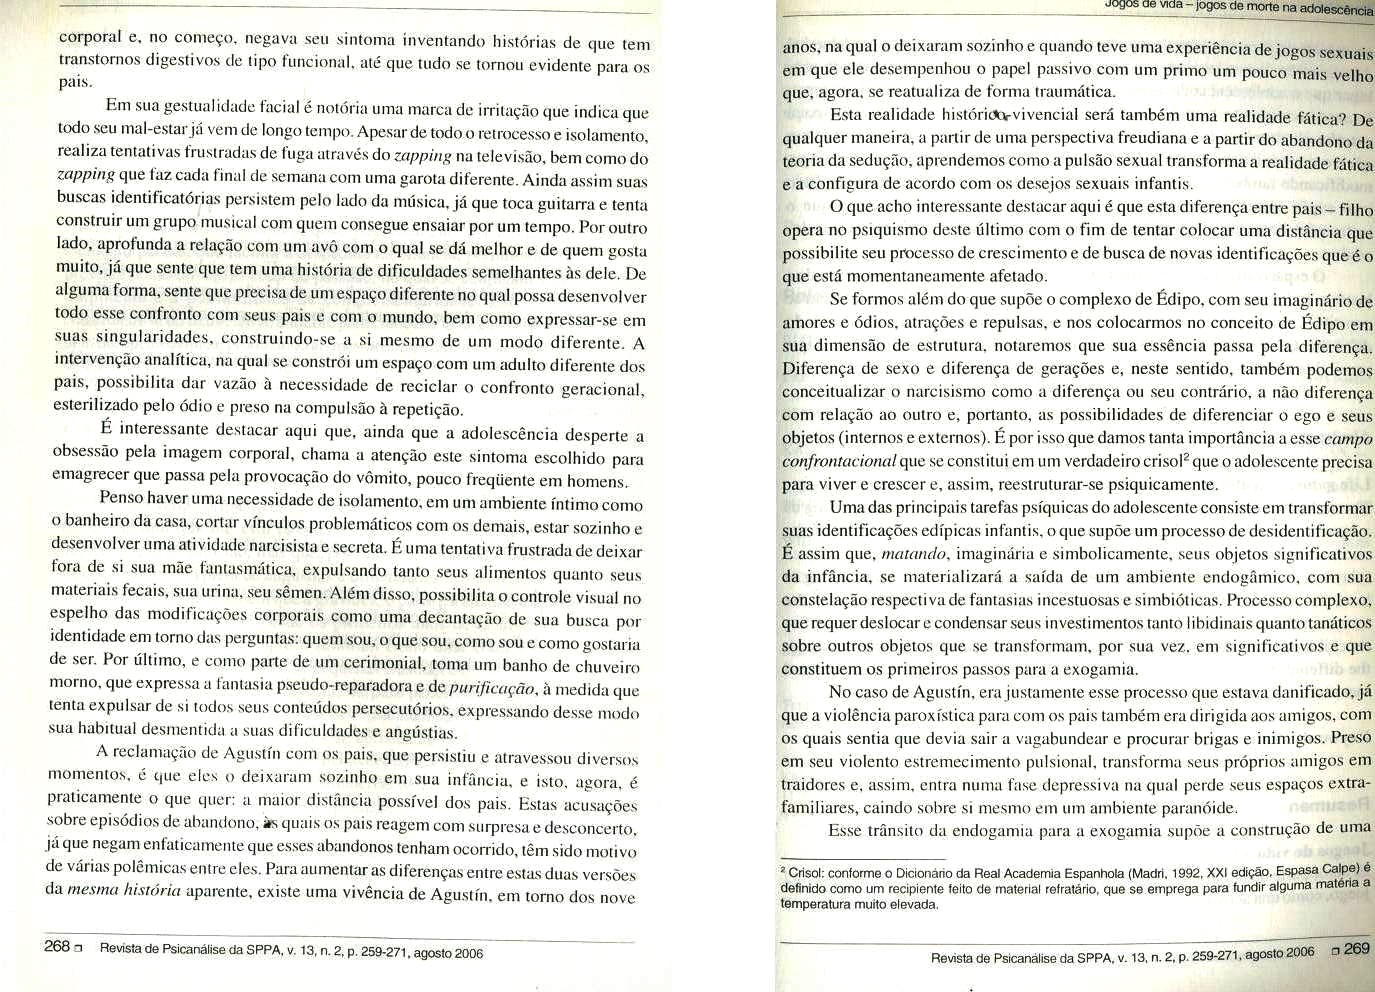 corporal e, no começo, negava seu sintoma inventando histórias de que tem
transtornos digestivos de tipo funcional, até que tudo se tornou evidente para os
pais.
Em sua gestualidade facial é notória uma marca de irritação que indica que
todo seu mal-estar já vem de longo tempo. Apesar de todo o retrocesso e isolamento,
realiza tentativas frustradas de fuga através do zapping na televisão, bem como do
zapping que faz cada final de semana com uma garota diferente. Ainda assim suas
buscas identificatórias persistem pelo lado da música, já que toca guitarra e tenta
construir um grupo musical com quem consegue ensaiar por um tempo. Por outro
lado, aprofunda a relação com um avô com o qual se dá melhor e de quem gosta
muito, já que sente que tem uma história de dificuldades semelhantes às dele. De
alguma forma, sente que precisa de um espaço diferente no qual possa desenvolver
todo esse confronto com seus pais e com o mundo, bem como expressar-se em
suas singularidades, construindo-se a si mesmo de um modo diferente. A
intervenção analítica, na qual se constrói um espaço com um adulto diferente dos
pais, possibilita dar vazão à necessidade de reciclar o confronto geracional,
esterilizado pelo ódio e preso na compulsão à repetição.
É interessante destacar aqui que, ainda que a adolescência desperte a
obsessão pela imagem corporal, chama a atenção este sintoma escolhido para
emagrecer que passa pela provocação do vômito, pouco freqüente em homens.
Penso haver uma necessidade de isolamento, em um ambiente íntimo como
o banheiro da casa, cortar vínculos problemáticos com os demais, estar sozinho e
desenvolver uma atividade narcisista e secreta. É uma tentativa frustrada de deixar
fora de si sua mãe fantasmática, expulsando tanto seus alimentos quanto seus
materiais fecais, sua urina, seu sêmen. Além disso, possibilita o controle visual no
espelho das modificações corporais como uma decantação de sua busca por
identidade em torno das perguntas: quem sou, o que sou, como sou e como gostaria
de ser. Por último, e como parte de um cerimonial, toma um banho de chuveiro
morno, que expressa a fantasia pseudo-reparadora e de purificação, à medida que
tenta expulsar de si todos seus conteúdos persecutórios, expressando desse modo
sua habitual desmentida a suas dificuldades e angústias.
A reclamação de Agustín com os pais, que persistiu e atravessou diversos
momentos, é que eles o deixaram sozinho em sua infância, e isto, agora, é
praticamente o que quer: a maior distância possível dos pais. Estas acusações
sobre episódios de abandono, às quais os pais reagem com surpresa e desconcerto,
já que negam enfaticamente que esses abandonos tenham ocorrido, têm sido motivo
de várias polêmicas entre eles. Para aumentar as diferenças entre estas duas versões
da mesma história aparente, existe uma vivência de Agustín, em torno dos nove
268 ❒ Revista de Psicanálise da SPPA, v. 13, n. 2, p. 259-271, agosto 2006
Jogos de vida – jogos de morte na adolescência
anos, na qual o deixaram sozinho e quando teve uma experiência de jogos sexuais
em que ele desempenhou o papel passivo com um primo um pouco mais velho
que, agora, se reatualiza de forma traumática.
Esta realidade histórico-vivencial será também uma realidade fática? De
qualquer maneira, a partir de uma perspectiva freudiana e a partir do abandono da
teoria da sedução, aprendemos como a pulsão sexual transforma a realidade fática
e a configura de acordo com os desejos sexuais infantis.
O que acho interessante destacar aqui é que esta diferença entre pais – filho
opera no psiquismo deste último com o fim de tentar colocar uma distância que
possibilite seu processo de crescimento e de busca de novas identificações que é o
que está momentaneamente afetado.
Se formos além do que supõe o complexo de Édipo, com seu imaginário de
amores e ódios, atrações e repulsas, e nos colocarmos no conceito de Édipo em
sua dimensão de estrutura, notaremos que sua essência passa pela diferença.
Diferença de sexo e diferença de gerações e, neste sentido, também podemos
conceitualizar o narcisismo como a diferença ou seu contrário, a não diferença
com relação ao outro e, portanto, as possibilidades de diferenciar o ego e seus
objetos (internos e externos). É por isso que damos tanta importância a esse campo
confrontacional que se constitui em um verdadeiro crisol² que o adolescente precisa
para viver e crescer e, assim, reestruturar-se psiquicamente.
Uma das principais tarefas psíquicas do adolescente consiste em transformar
suas identificações edípicas infantis, o que supõe um processo de desidentificação.
É assim que, matando, imaginária e simbolicamente, seus objetos significativos
da infância, se materializará a saída de um ambiente endogâmico, com sua
constelação respectiva de fantasias incestuosas e simbióticas. Processo complexo,
que requer deslocar e condensar seus investimentos tanto libidinais quanto tanáticos
sobre outros objetos que se transformam, por sua vez, em significativos e que
constituem os primeiros passos para a exogamia.
No caso de Agustín, era justamente esse processo que estava danificado, já
que a violência paroxística para com os pais também era dirigida aos amigos, com
os quais sentia que devia sair a vagabundear e procurar brigas e inimigos. Preso
em seu violento estremecimento pulsional, transforma seus próprios amigos em
traidores e, assim, entra numa fase depressiva na qual perde seus espaços extra-
familiares, caindo sobre si mesmo em um ambiente paranóide.
Esse trânsito da endogamia para a exogamia supõe a construção de uma
² Crisol: conforme o Dicionário da Real Academia Espanhola (Madri, 1992, XXI edição, Espasa Calpe) é
definido como um recipiente feito de material refratário, que se emprega para fundir alguma matéria a
temperatura muito elevada.
Revista de Psicanálise da SPPA, v. 13, n. 2, p. 259-271, agosto 2006 ❒ 269